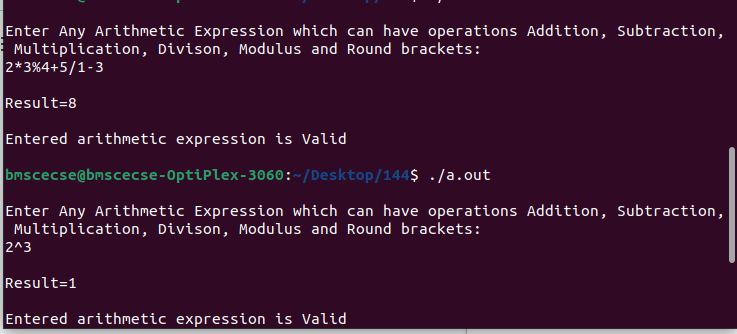 Enter Any Arithmetic Expression which can have operations Addition, Subtraction,
Multiplication, Divison, Modulus and Round brackets:
2*3%4+5/1-3
Result=8
Entered arithmetic expression is Valid
bmscecse@bmscecse-OptiPlex-3060:~/Desktop/144$ ./a.out
Enter Any Arithmetic Expression which can have operations Addition, Subtraction,
Multiplication, Divison, Modulus and Round brackets:
2^3
Result=1
Entered arithmetic expression is Valid